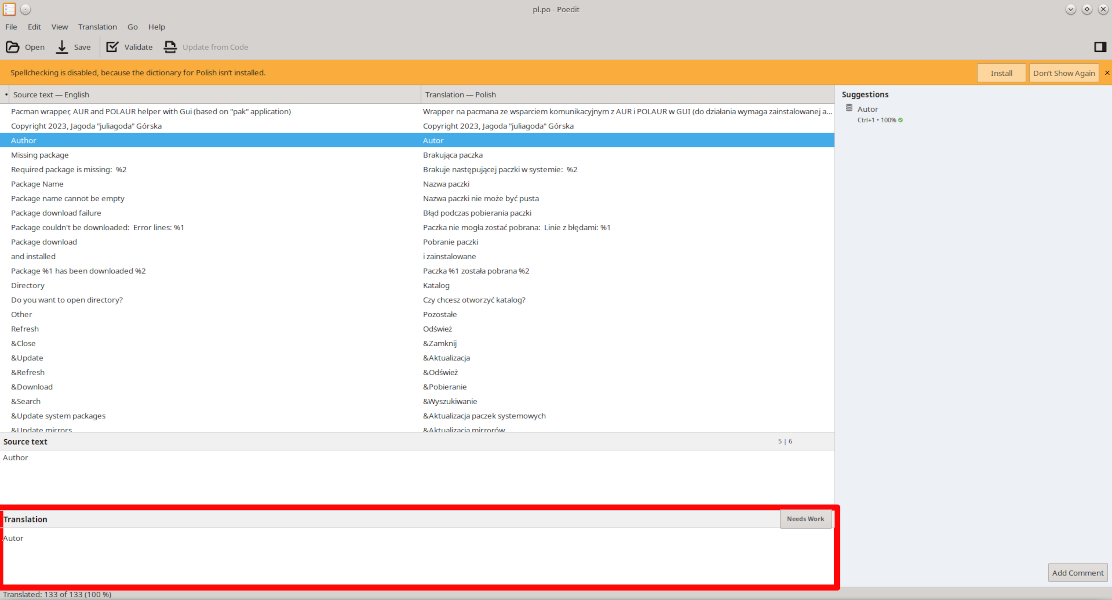 pl.po - Poedit
File Edit View Translation Go Help
Open Save Validate Update from Code
Spellchecking is disabled, because the dictionary for Polish isn't installed. Install Don't Show Again
Source text — English Translation — Polish
Pacman wrapper, AUR and POLAUR helper with Gui (based on "pak" application) Wrapper na pacmana ze wsparciem komunikacyjnym z AUR i POLAUR w GUI (do działania wymaga zainstalowanej a...
Copyright 2023, Jagoda "juliagoda" Górska Copyright 2023, Jagoda "juliagoda" Górska
Author Autor
Missing package Brakująca paczka
Required package is missing: %2 Brakuje następującej paczki w systemie: %2
Package Name Nazwa paczki
Package name cannot be empty Nazwa paczki nie może być pusta
Package download failure Błąd podczas pobierania paczki
Package couldn't be downloaded: Error lines: %1 Paczka nie mogła zostać pobrana: Linie z błędami: %1
Package download Pobranie paczki
and installed i zainstalowane
Package %1 has been downloaded %2 Paczka %1 została pobrana %2
Directory Katalog
Do you want to open directory? Czy chcesz otworzyć katalog?
Other Pozostałe
Refresh Odśwież
&Close &Zamknij
&Update &Aktualizacja
&Refresh &Odśwież
&Download &Pobieranie
&Search &Wyszukiwanie
&Update system packages &Aktualizacja paczek systemowych
&Update mirrors &Aktualizacja mirrorów
Source text 5 | 6
Author
Translation Needs Work
Autor
Translated: 133 of 133 (100 %)
Suggestions
Autor
Ctrl+1 • 100%
Add Comment